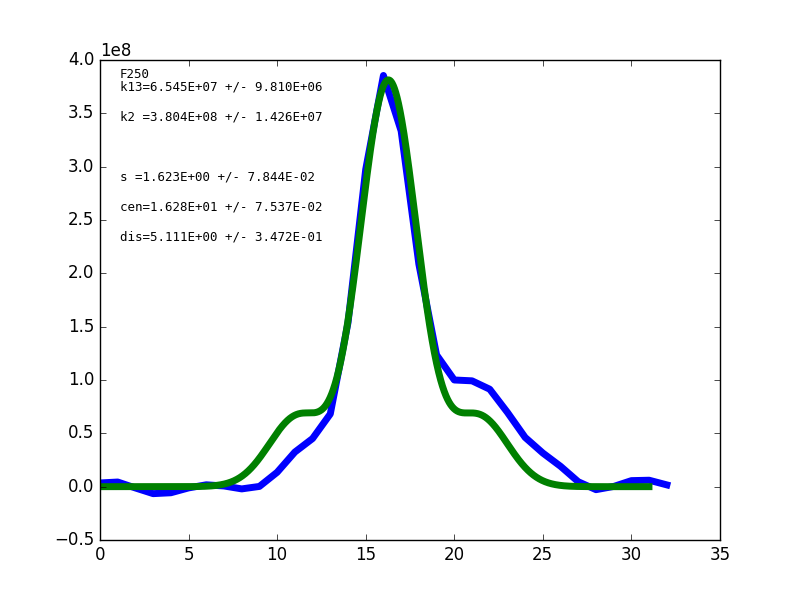 1e8
F250
k13=6.545E+07 +/- 9.810E+06
k2 =3.804E+08 +/- 1.426E+07
s =1.623E+00 +/- 7.844E-02
cen=1.628E+01 +/- 7.537E-02
dis=5.111E+00 +/- 3.472E-01
4.0
3.5
3.0
2.5
2.0
1.5
1.0
0.5
0.0
−0.5
0 5 10 15 20 25 30 35